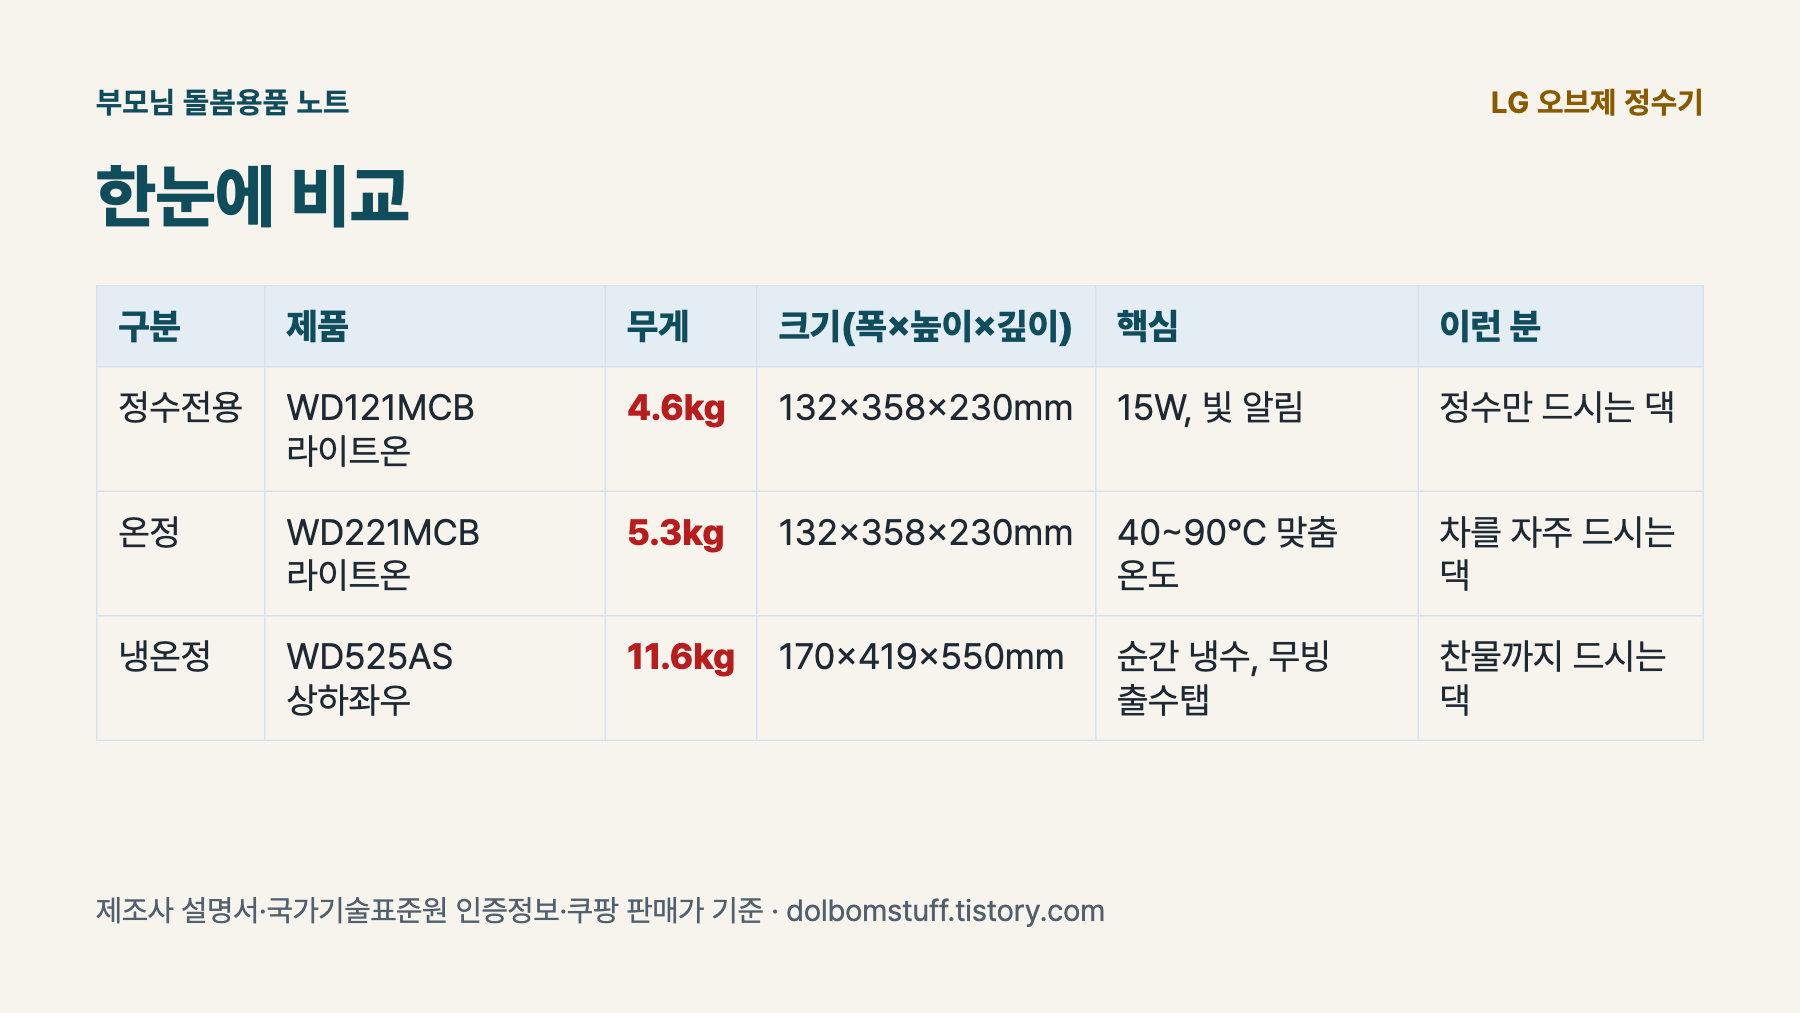 부모님 돌봄용품 노트
LG 오브제 정수기
한눈에 비교
구분 제품 무게 크기(폭×높이×깊이) 핵심 이런 분
정수전용 WD121MCB 4.6kg 132×358×230mm 15W, 빛 알림 정수만 드시는 댁
라이트온
온정 WD221MCB 5.3kg 132×358×230mm 40~90°C 맞춤 차를 자주 드시는
라이트온 온도 댁
냉온정 WD525AS 11.6kg 170×419×550mm 순간 냉수, 무빙 찬물까지 드시는
상하좌우 출수탭 댁
제조사 설명서·국가기술표준원 인증정보·쿠팡 판매가 기준 · dolbomstuff.tistory.com